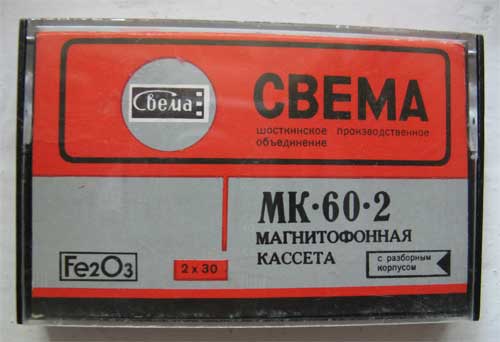 Свема
СВЕМА
шосткинское производственное
объединение
МК·60·2
МАГНИТОФОННАЯ
КАССЕТА
Fe2O3
2 x 30
с разборным
корпусом